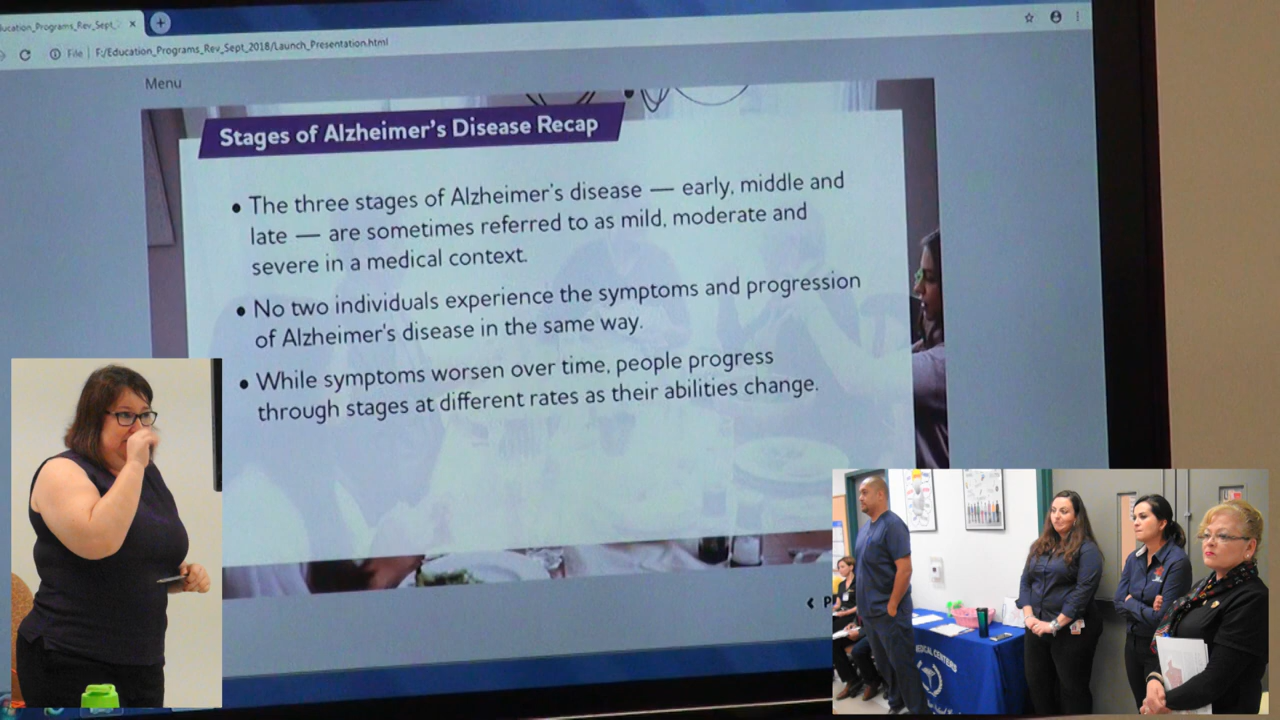 ucation_Programs_Rev_Sept_
File | F:/Education_Programs_Rev_Sept_2018/Launch_Presentation.html
Menu
Stages of Alzheimer's Disease Recap
• The three stages of Alzheimer's disease — early, middle and
late — are sometimes referred to as mild, moderate and
severe in a medical context.
• No two individuals experience the symptoms and progression
of Alzheimer's disease in the same way.
• While symptoms worsen over time, people progress
through stages at different rates as their abilities change.
EDICAL CENTERS